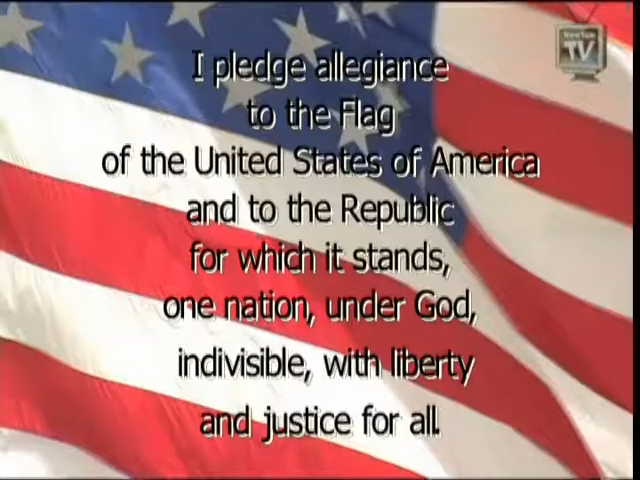 I pledge allegiance
to the Flag
of the United States of America
and to the Republic
for which it stands,
one nation, under God,
indivisible, with liberty
and justice for all.
TV